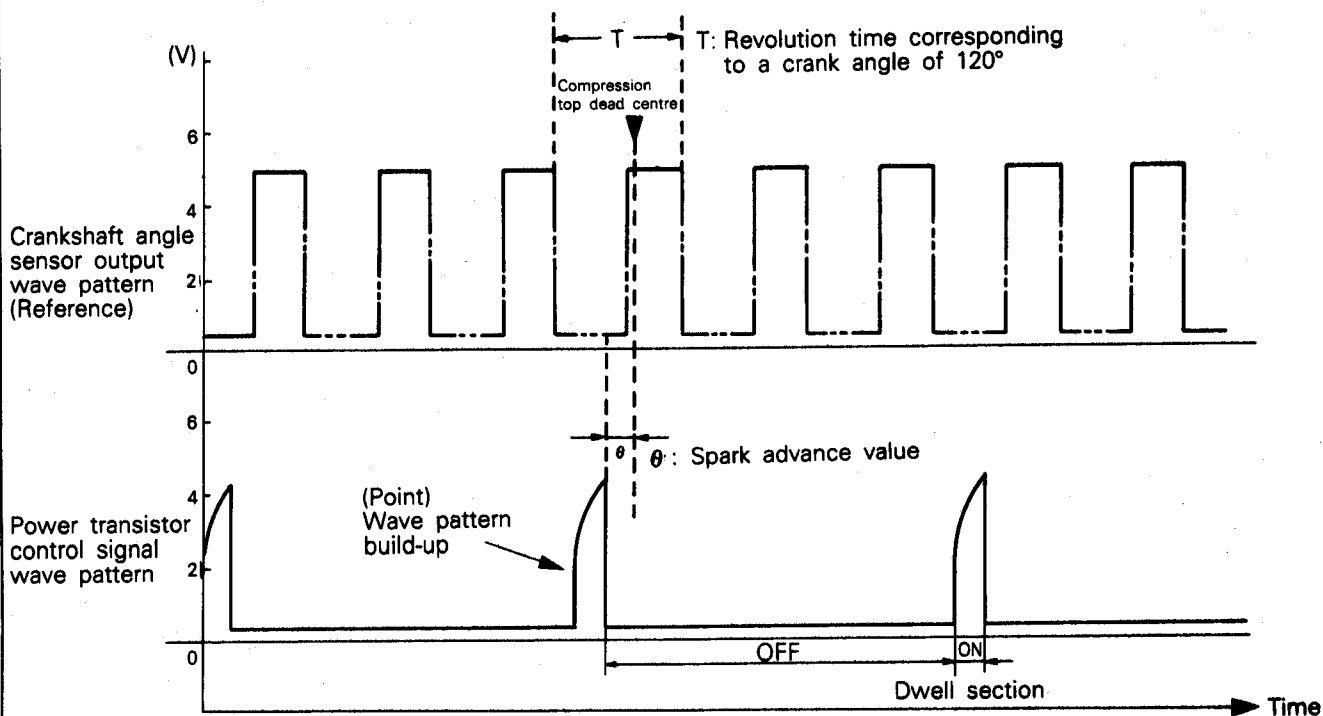 (V)
T
T: Revolution time corresponding
to a crank angle of 120°
Compression
top dead centre
6
4
2
0
Crankshaft angle
sensor output
wave pattern
(Reference)
6
4
2
0
θ
θ: Spark advance value
(Point)
Wave pattern
build-up
Power transistor
control signal
wave pattern
OFF
ON
Dwell section
Time